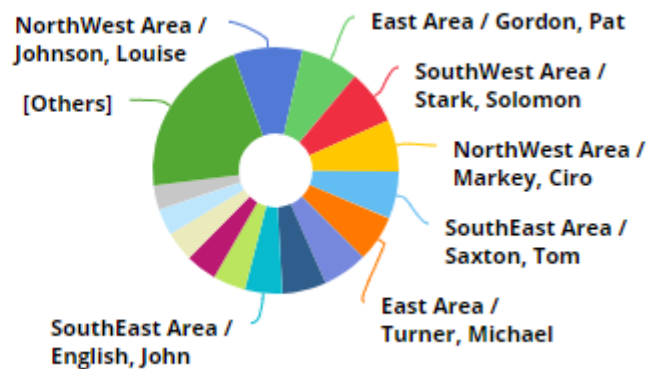 NorthWest Area /
Johnson, Louise
East Area / Gordon, Pat
SouthWest Area /
Stark, Solomon
[Others]
NorthWest Area /
Markey, Ciro
SouthEast Area /
Saxton, Tom
East Area /
Turner, Michael
SouthEast Area /
English, John